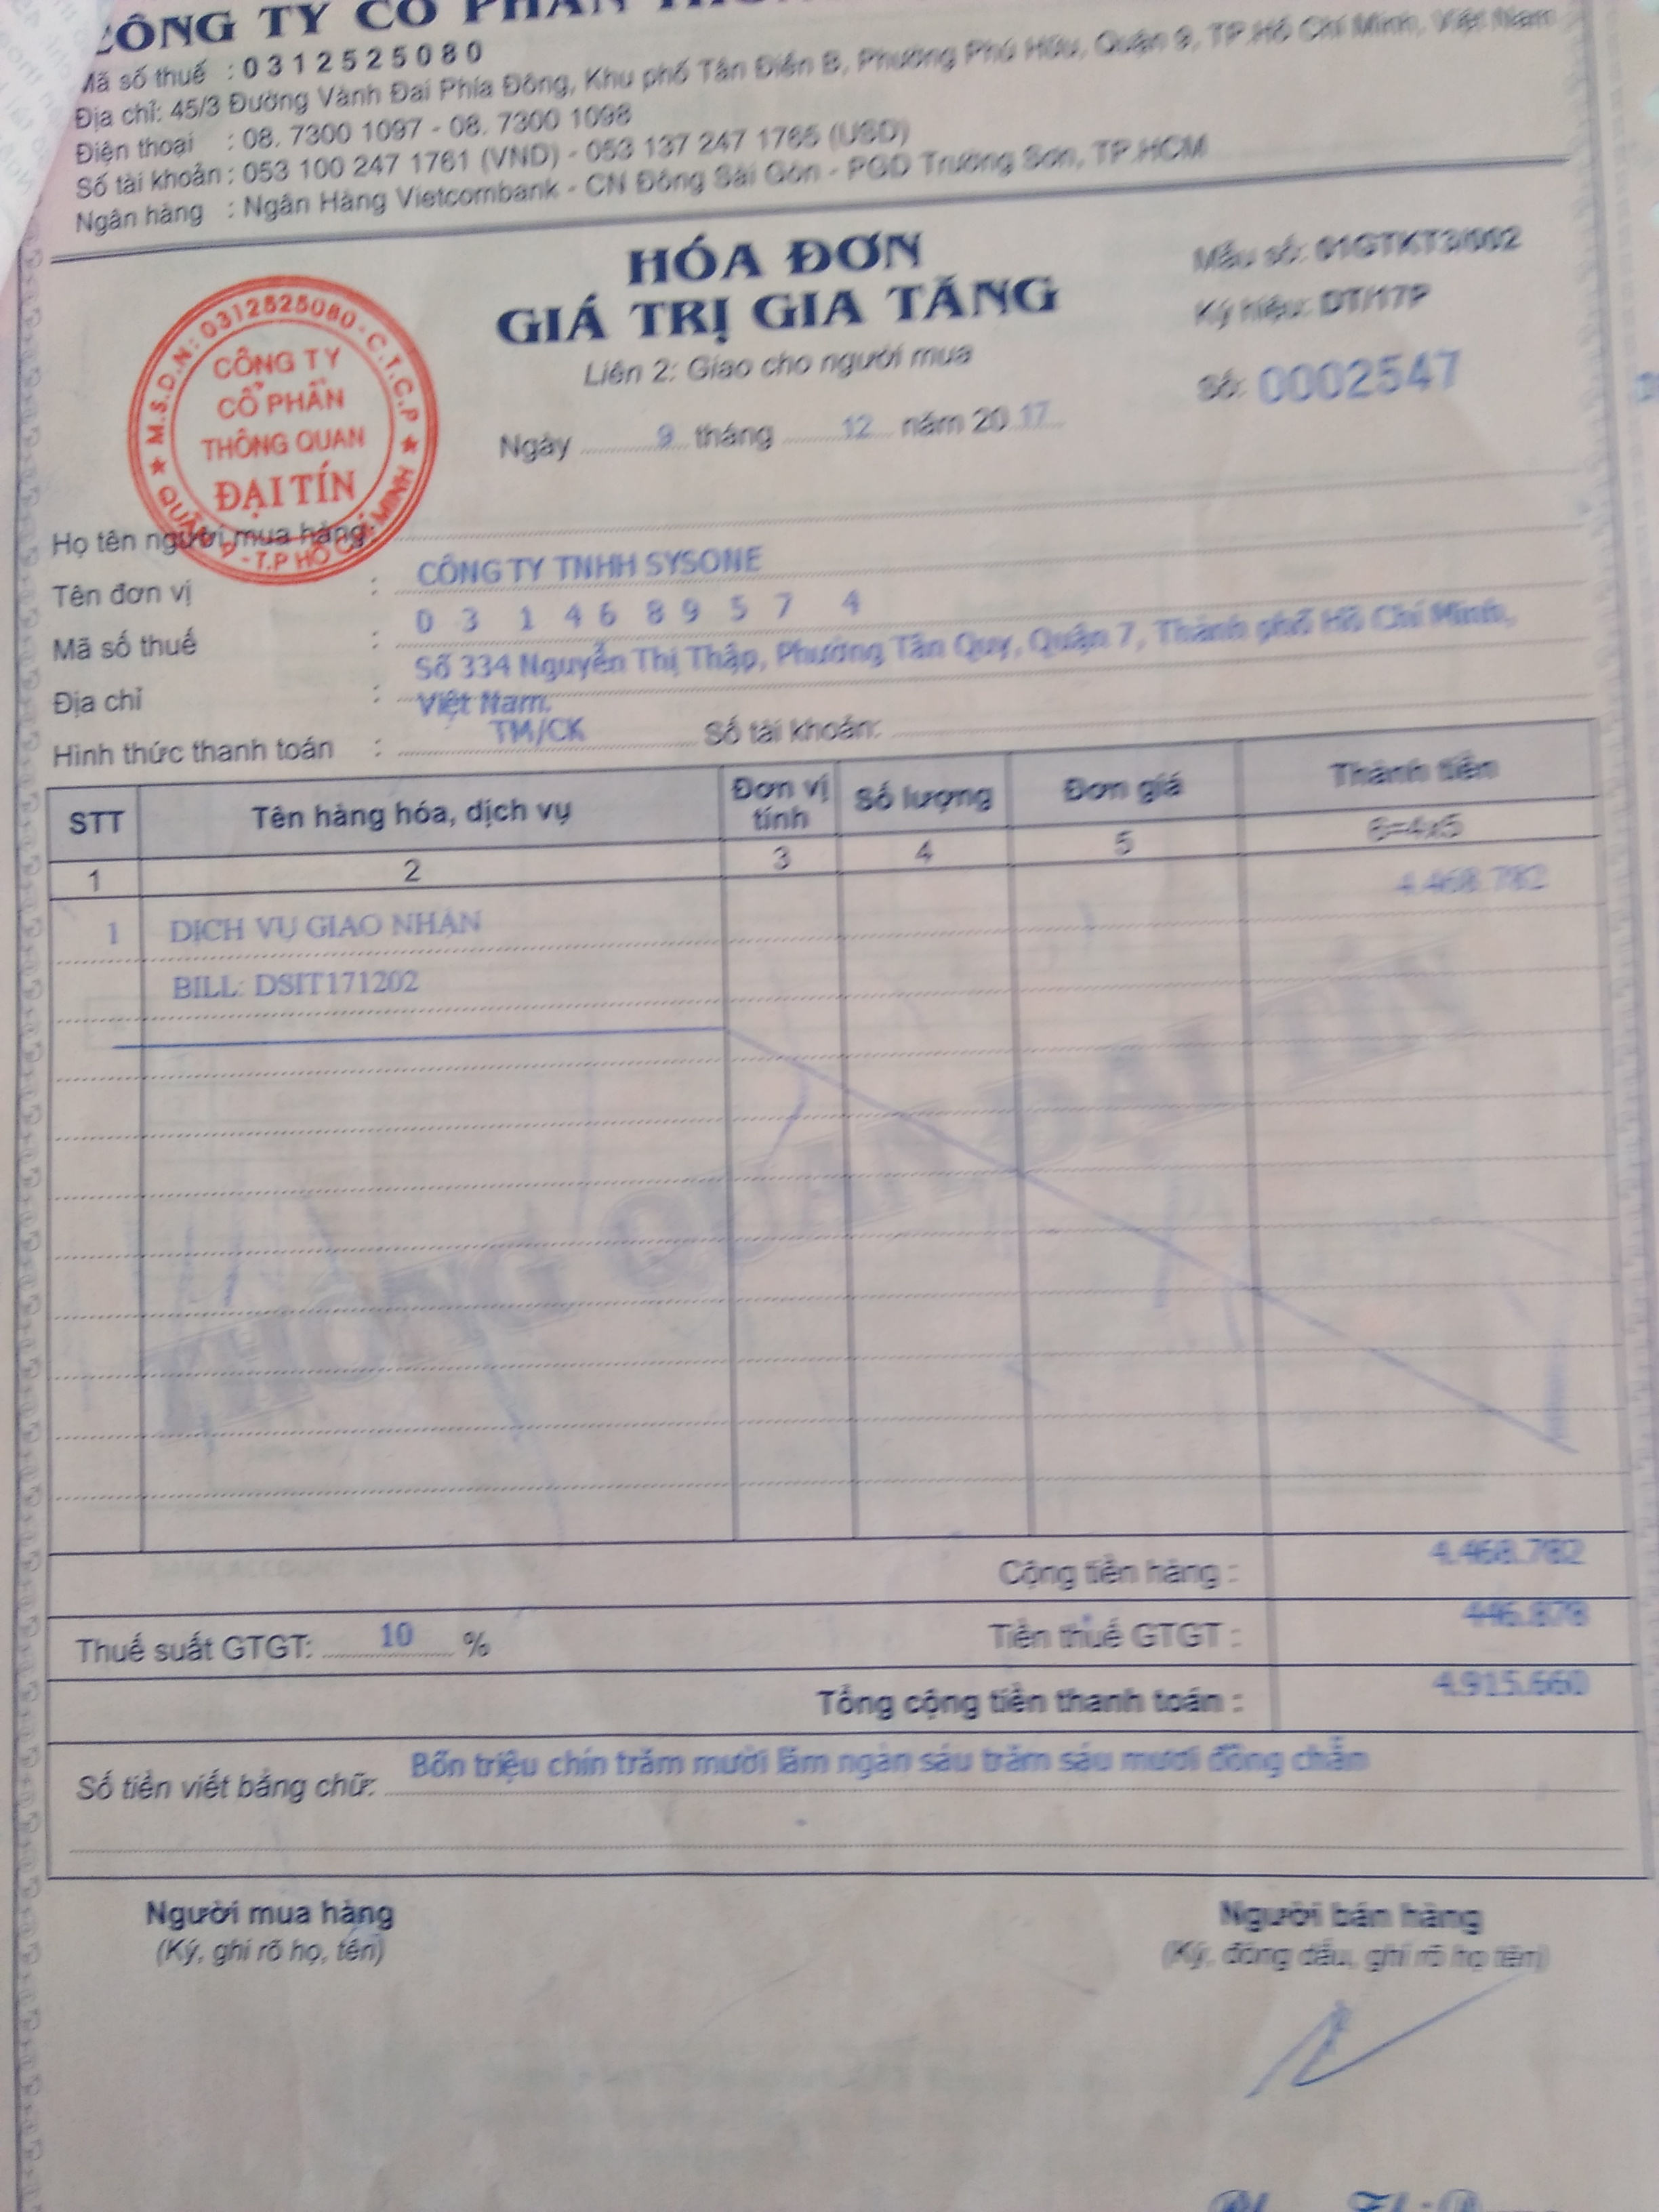 CÔNG TY CỔ PHẦN
Mã số thuế : 0312525080
Địa chỉ: 45/3 Đường Vành Đai Phía Đông, Khu phố Tân Điền B, Phường Phú Hữu, Quận 9, TP.Hồ Chí Minh, Việt Nam
Điện thoại : 08. 7300 1097 - 08. 7300 1098
Số tài khoản : 053 100 247 1761 (VND) - 053 137 247 1765 (USD)
Ngân hàng : Ngân Hàng Vietcombank - CN Đông Sài Gòn - PGD Trường Sơn, TP.HCM
HÓA ĐƠN
GIÁ TRỊ GIA TĂNG
Liên 2: Giao cho người mua
Ngày 9 tháng 12 năm 2017
Mẫu số: 01GTKT3/002
Ký hiệu: DT/17P
Số: 0002547
M.S.D.N: 0312525080 - C.T.C.P
CÔNG TY
CỔ PHẦN
THÔNG QUAN
ĐẠI TÍN
QUẬN 9 - T.P HỒ CHÍ MINH
Họ tên người mua hàng:
Tên đơn vị : CÔNG TY TNHH SYSONE
Mã số thuế : 0 3 1 4 6 8 9 5 7 4
Địa chỉ : Số 334 Nguyễn Thị Thập, Phường Tân Quy, Quận 7, Thành phố Hồ Chí Minh,
Việt Nam.
Hình thức thanh toán : TM/CK Số tài khoản:
STT Tên hàng hóa, dịch vụ Đơn vị tính Số lượng Đơn giá Thành tiền
1 2 3 4 5 6=4x5
1 DỊCH VỤ GIAO NHẬN 4.468.782
BILL: DSIT171202
THÔNG QUAN ĐẠI TÍN
Cộng tiền hàng : 4.468.782
Thuế suất GTGT: 10 % Tiền thuế GTGT : 446.878
Tổng cộng tiền thanh toán : 4.915.660
Số tiền viết bằng chữ: Bốn triệu chín trăm mười lăm ngàn sáu trăm sáu mươi đồng chẵn
Người mua hàng
(Ký, ghi rõ họ, tên)
Người bán hàng
(Ký, đóng dấu, ghi rõ họ tên)